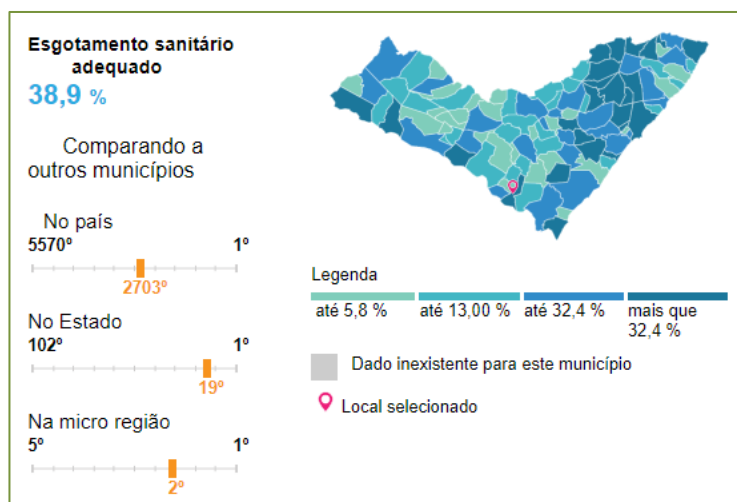 Esgotamento sanitário
adequado
38,9 %
Comparando a
outros municípios
No país
5570º 1º
2703º
No Estado
102º 1º
19º
Na micro região
5º 1º
2º
Legenda
até 5,8 % até 13,00 % até 32,4 % mais que
32,4 %
Dado inexistente para este município
Local selecionado